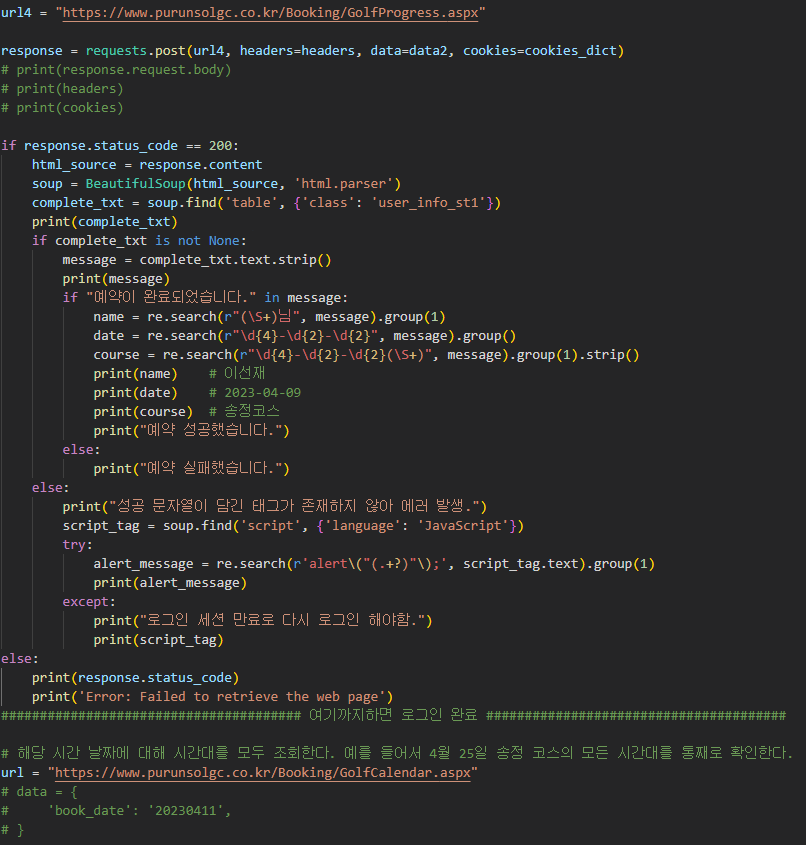 url4 = "https://www.purunsolgc.co.kr/Booking/GolfProgress.aspx"
response = requests.post(url4, headers=headers, data=data2, cookies=cookies_dict)
# print(response.request.body)
# print(headers)
# print(cookies)
if response.status_code == 200:
    html_source = response.content
    soup = BeautifulSoup(html_source, 'html.parser')
    complete_txt = soup.find('table', {'class': 'user_info_st1'})
    print(complete_txt)
    if complete_txt is not None:
        message = complete_txt.text.strip()
        print(message)
        if "예약이 완료되었습니다." in message:
            name = re.search(r"(\S+)님", message).group(1)
            date = re.search(r"\d{4}-\d{2}-\d{2}", message).group()
            course = re.search(r"\d{4}-\d{2}-\d{2}(\S+)", message).group(1).strip()
            print(name)    # 이선재
            print(date)    # 2023-04-09
            print(course)  # 송정코스
            print("예약 성공했습니다.")
        else:
            print("예약 실패했습니다.")
    else:
        print("성공 문자열이 담긴 태그가 존재하지 않아 에러 발생.")
        script_tag = soup.find('script', {'language': 'JavaScript'})
        try:
            alert_message = re.search(r'alert\("(.+?)"\);', script_tag.text).group(1)
            print(alert_message)
        except:
            print("로그인 세션 만료로 다시 로그인 해야함.")
            print(script_tag)
else:
    print(response.status_code)
    print('Error: Failed to retrieve the web page')
####################################### 여기까지하면 로그인 완료 #######################################
# 해당 시간 날짜에 대해 시간대를 모두 조회한다. 예를 들어서 4월 25일 송정 코스의 모든 시간대를 통째로 확인한다.
url = "https://www.purunsolgc.co.kr/Booking/GolfCalendar.aspx"
# data = {
#     'book_date': '20230411',
# }